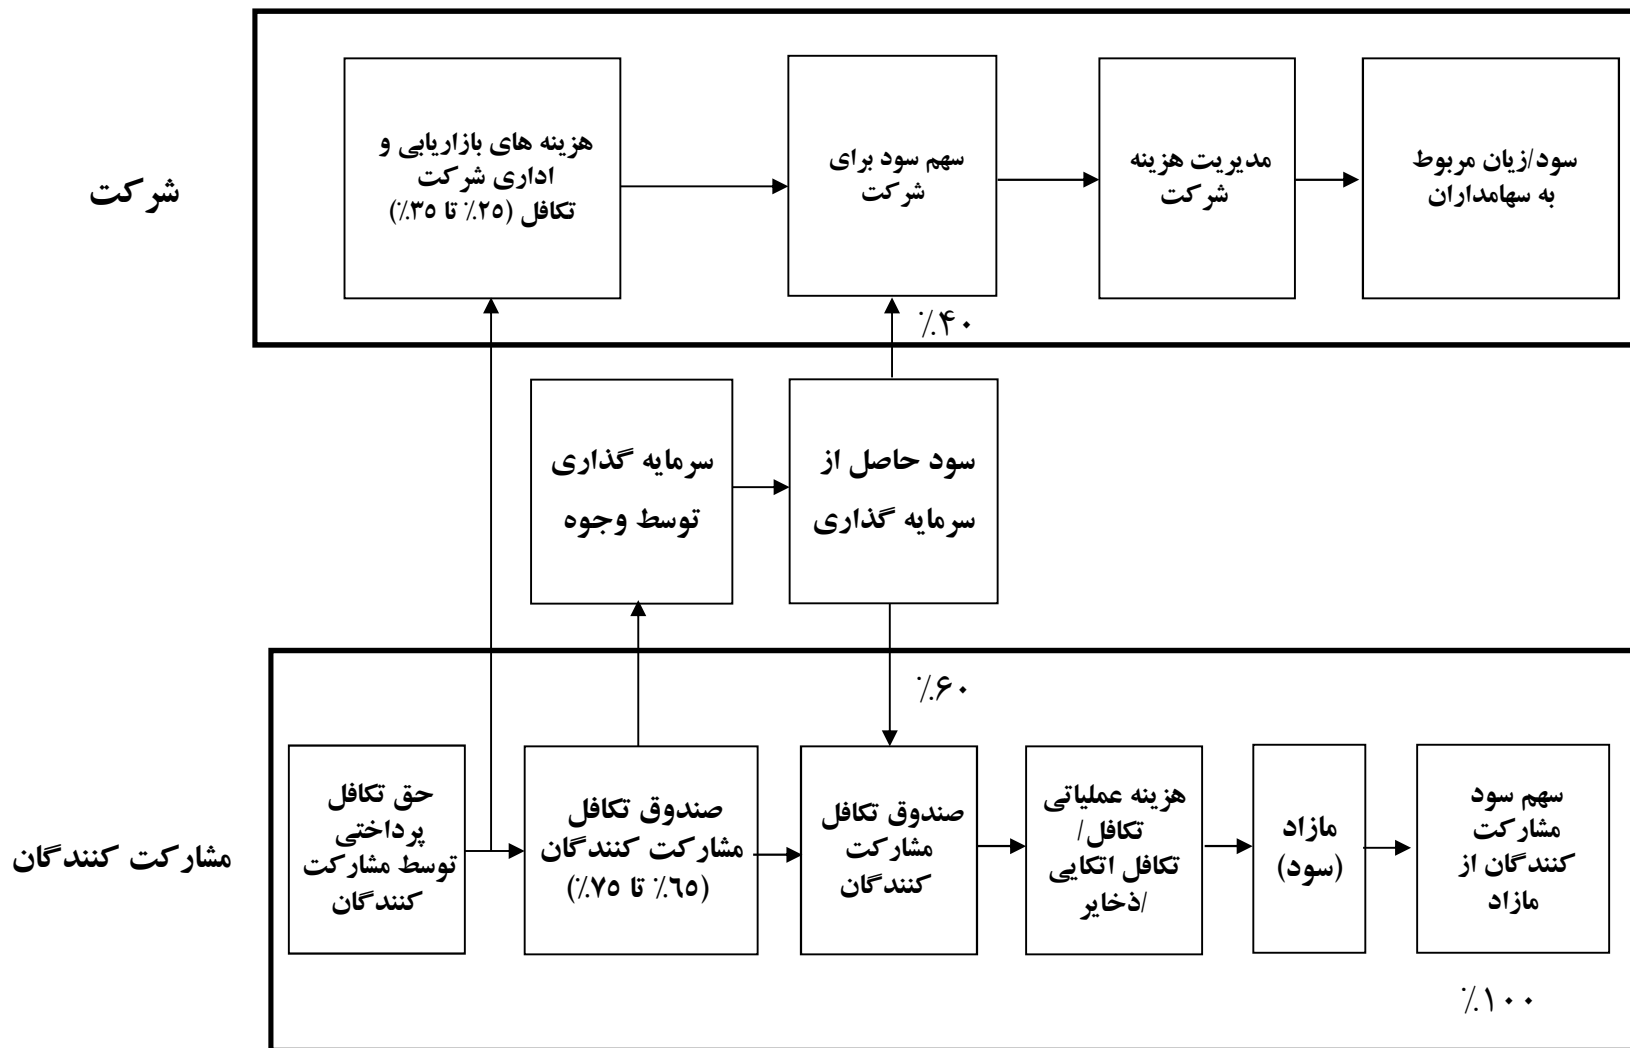 شرکت
هزینه های بازاریابی و
اداری شرکت
تکافل (۲۵٪ تا ۳۵٪)
سهم سود برای
شرکت
مدیریت هزینه
شرکت
سود/زیان مربوط
به سهامداران
٪۴۰
سرمایه گذاری
توسط وجوه
سود حاصل از
سرمایه گذاری
٪۶۰
مشارکت کنندگان
حق تکافل
پرداختی
توسط مشارکت
کنندگان
صندوق تکافل
مشارکت کنندگان
(۶۵٪ تا ۷۵٪)
صندوق تکافل
مشارکت
کنندگان
هزینه عملیاتی
تکافل/
تکافل اتکایی
/ذخایر
مازاد
(سود)
سهم سود
مشارکت
کنندگان از
مازاد
٪۱۰۰